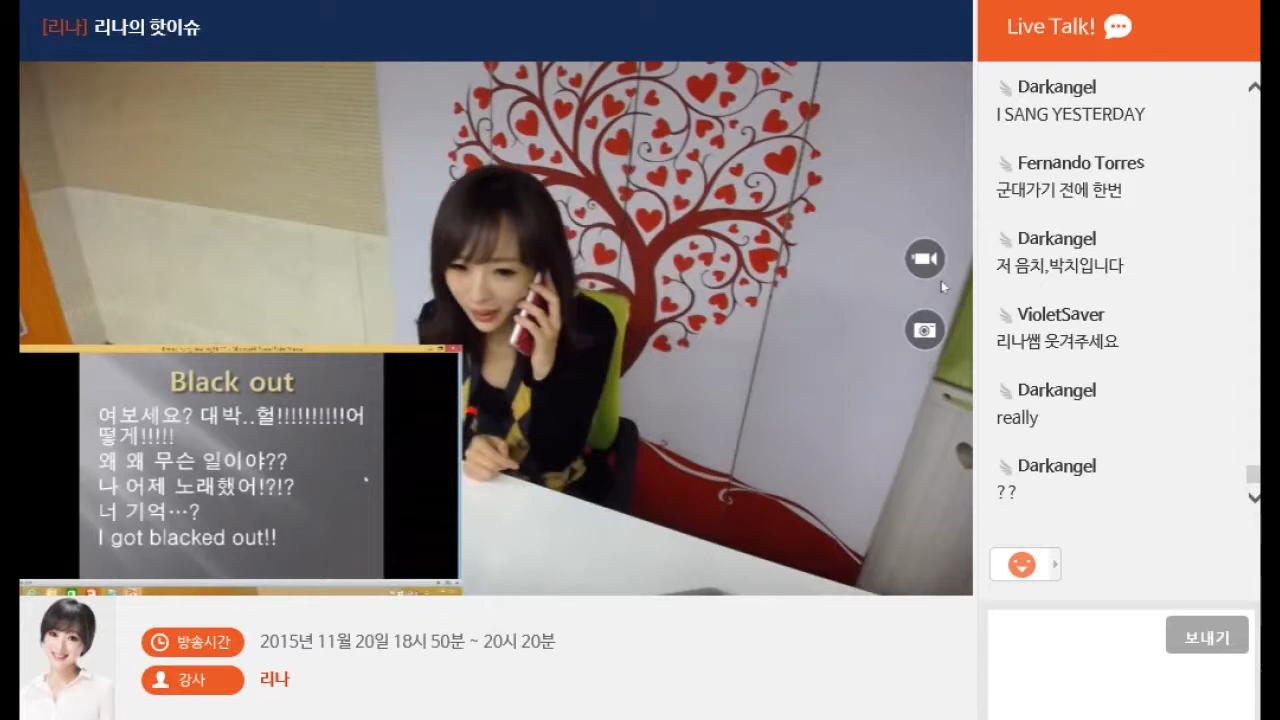 [리나] 리나의 핫이슈
Live Talk!
Darkangel
I SANG YESTERDAY
Fernando Torres
군대가기 전에 한번
Darkangel
저 음치,박치입니다
VioletSaver
리나쌤 웃겨주세요
Darkangel
really
Darkangel
??
Black out
여보세요? 대박..헐!!!!!!!!!!어
떻게!!!!!
왜 왜 무슨 일이야??
나 어제 노래했어!?!?
너 기억…?
I got blacked out!!
방송시간 2015년 11월 20일 18시 50분 ~ 20시 20분
강사 리나
보내기